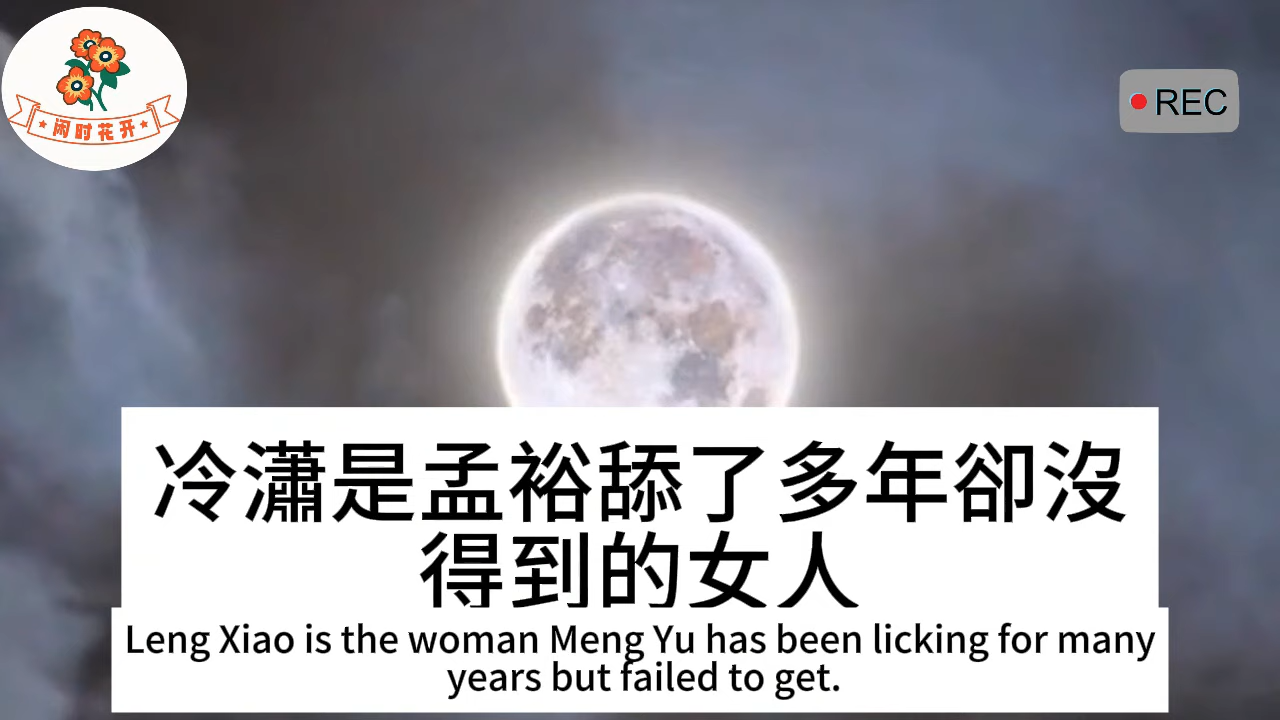 闲时花开
REC
冷瀟是孟裕舔了多年卻沒
得到的女人
Leng Xiao is the woman Meng Yu has been licking for many
years but failed to get.